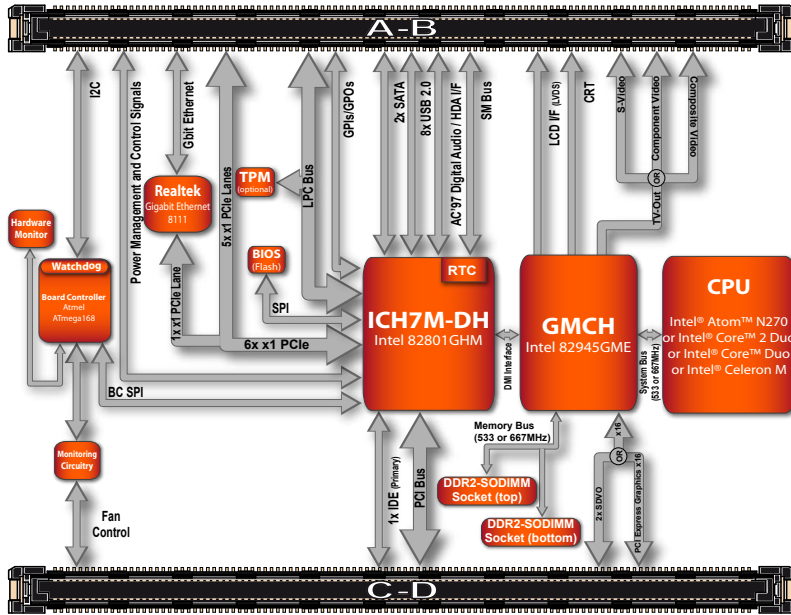 A-B
I2C
Power Management and Control Signals
Gbit Ethernet
5x x1 PCIe Lanes
LPC Bus
GPIs/GPOs
2x SATA
8x USB 2.0
AC'97 Digital Audio / HDA I/F
SM Bus
LCD I/F (LVDS)
CRT
S-Video
Component Video
Composite Video
OR
TV-Out
TPM
(optional)
Realtek
Gigabit Ethernet
8111
Hardware
Monitor
BIOS
(Flash)
SPI
Watchdog
Board Controller
Atmel
ATmega168
1x x1 PCIe Lane
6x x1 PCIe
BC SPI
RTC
ICH7M-DH
Intel 82801GHM
DMI Interface
GMCH
Intel 82945GME
System Bus
(533 or 667MHz)
CPU
Intel® Atom™ N270
or Intel® Core™ 2 Duo
or Intel® Core™ Duo
or Intel® Celeron M
Memory Bus
(533 or 667MHz)
x16
OR
2x SDVO
PCI Express Graphics x16
DDR2-SODIMM
Socket (top)
DDR2-SODIMM
Socket (bottom)
Monitoring
Circuitry
Fan
Control
1x IDE (Primary)
PCI Bus
C-D